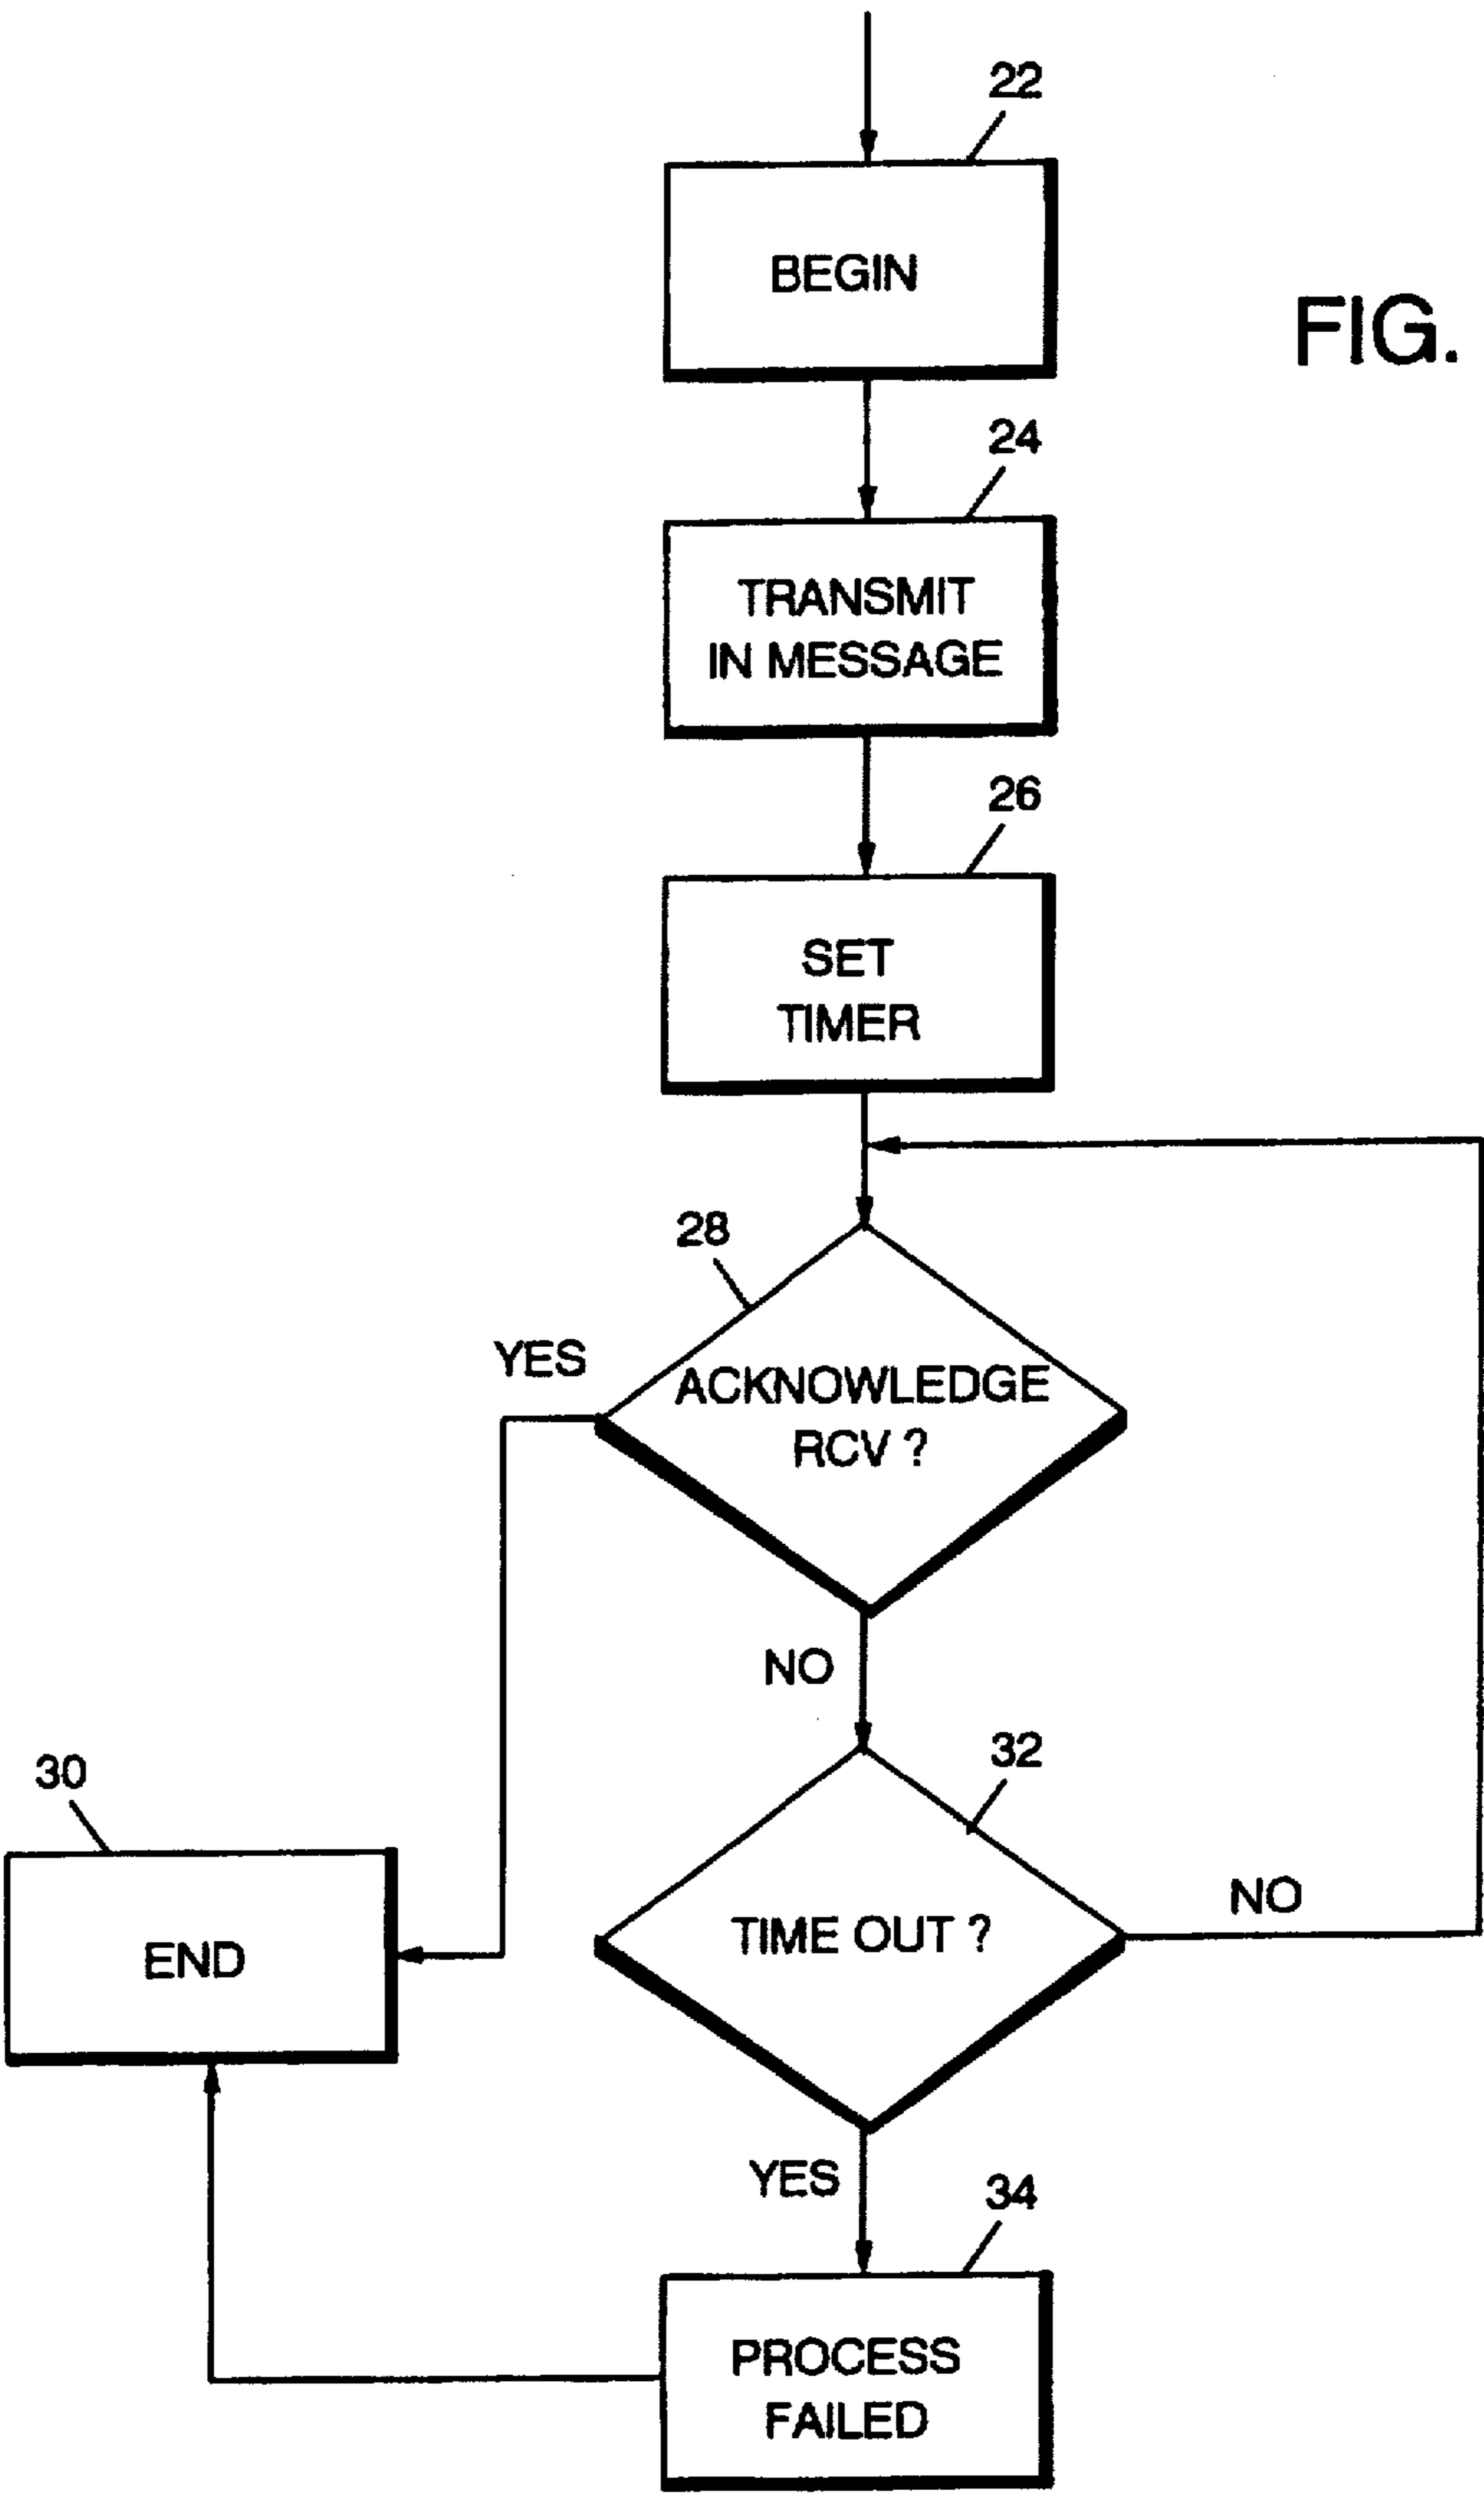 22
BEGIN
FIG.
24
TRANSMIT
IN MESSAGE
26
SET
TIMER
28
YES
ACKNOWLEDGE
RCV ?
NO
30
32
NO
END
TIME OUT ?
YES
34
PROCESS
FAILED